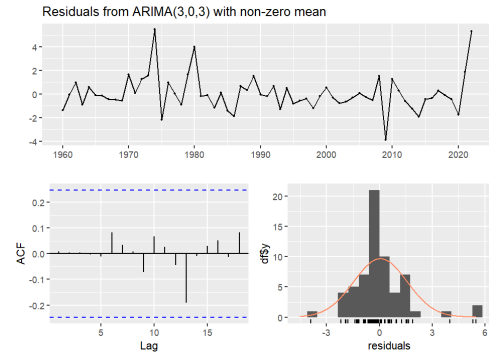 Residuals from ARIMA(3,0,3) with non-zero mean
6
4
2
0
-2
-4
1960 1970 1980 1990 2000 2010 2020
ACF
0.2
0.1
0.0
-0.1
-0.2
5 10 15
Lag
df$y
20
15
10
5
0
-3 0 3 6
residuals